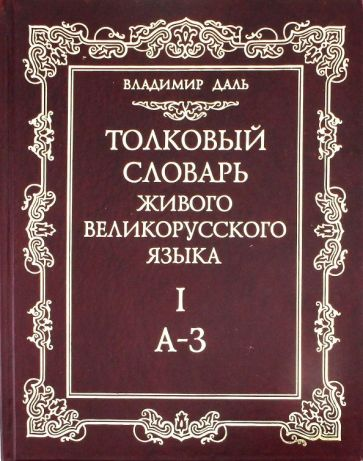 ВЛАДИМИР ДАЛЬ
ТОЛКОВЫЙ
СЛОВАРЬ
ЖИВОГО
ВЕЛИКОРУССКОГО
ЯЗЫКА
I
А-З